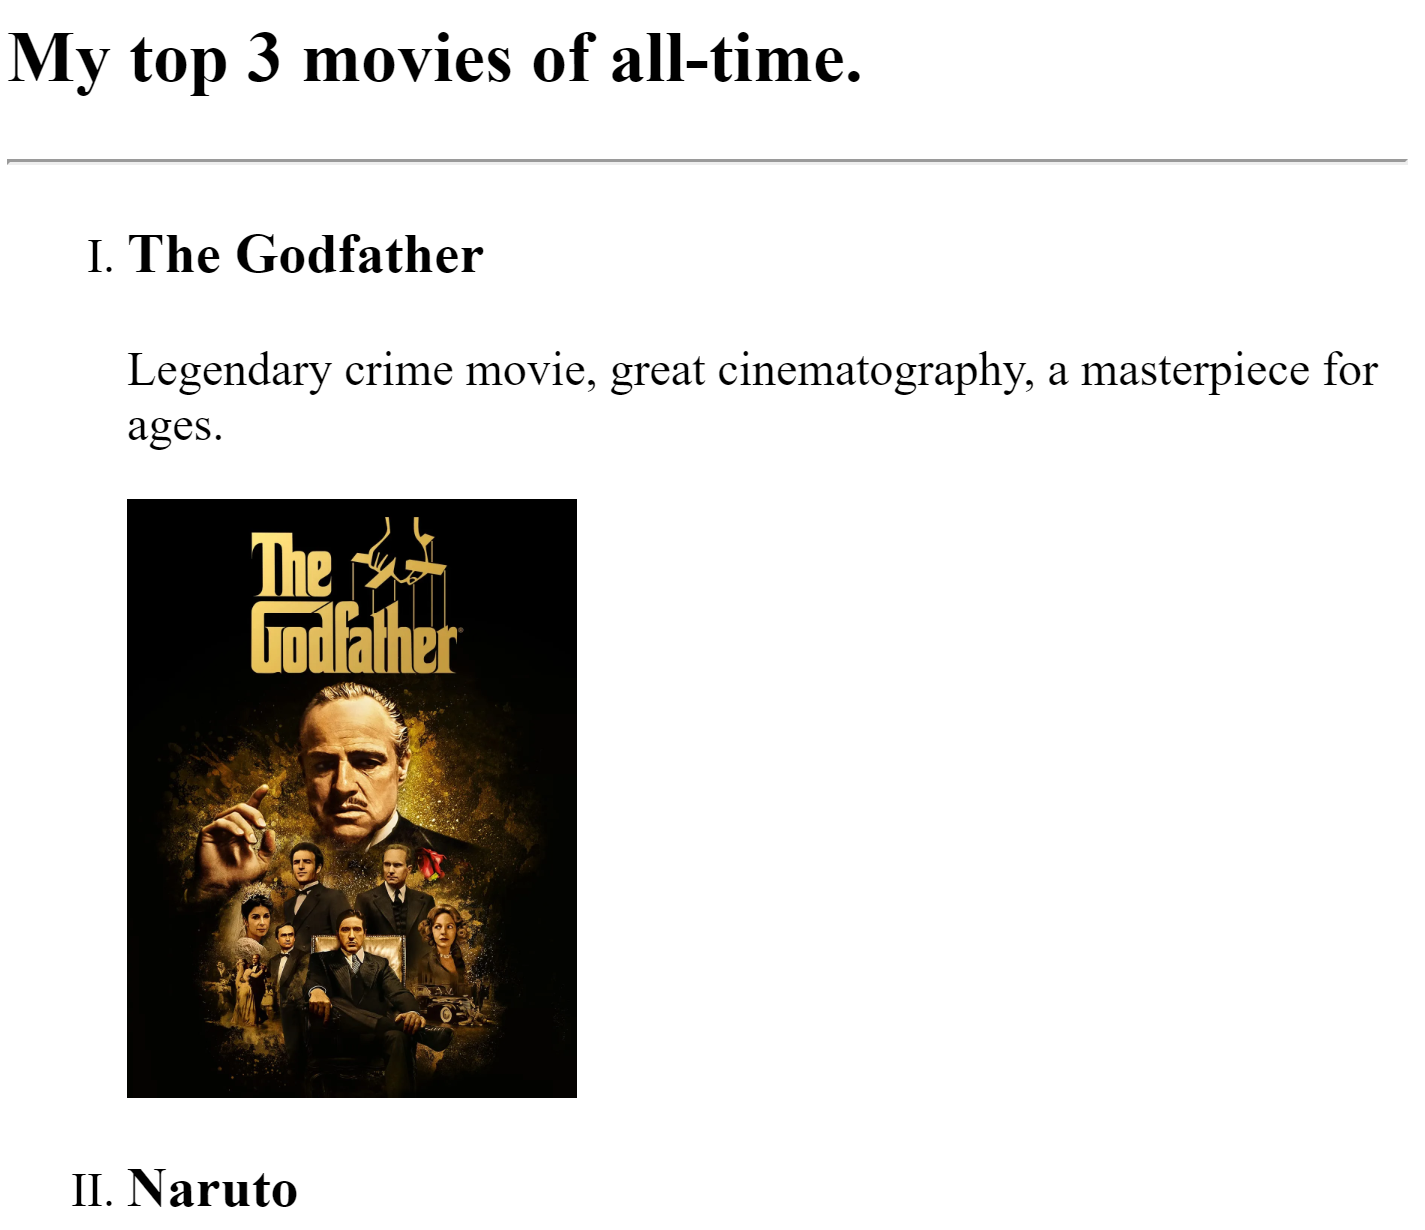 My top 3 movies of all-time.
I. The Godfather
Legendary crime movie, great cinematography, a masterpiece for
ages.
The
Godfather
II. Naruto